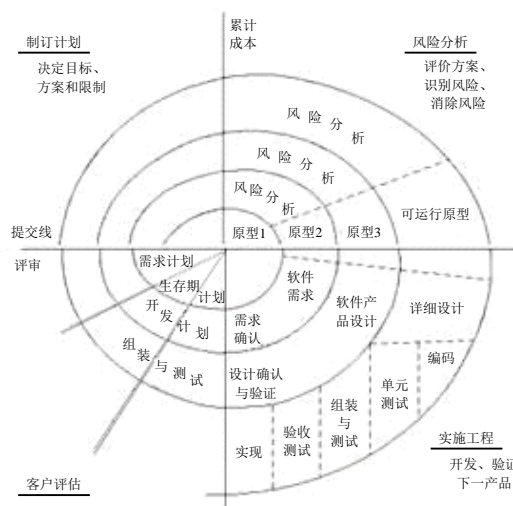 制订计划
决定目标、
方案和限制
累计
成本
风险分析
评价方案、
识别风险、
消除风险
风险分析
风险分析
风险分析
提交线
原型1
原型2
原型3
可运行原型
评审
需求计划
生存期
计划
开发计划
组装与测试
需求
确认
设计确认
与验证
软件
需求
软件产
品设计
详细设计
实现
验收
测试
组装
与
测试
单元
测试
编码
客户评估
实施工程
开发、验证
下一产品